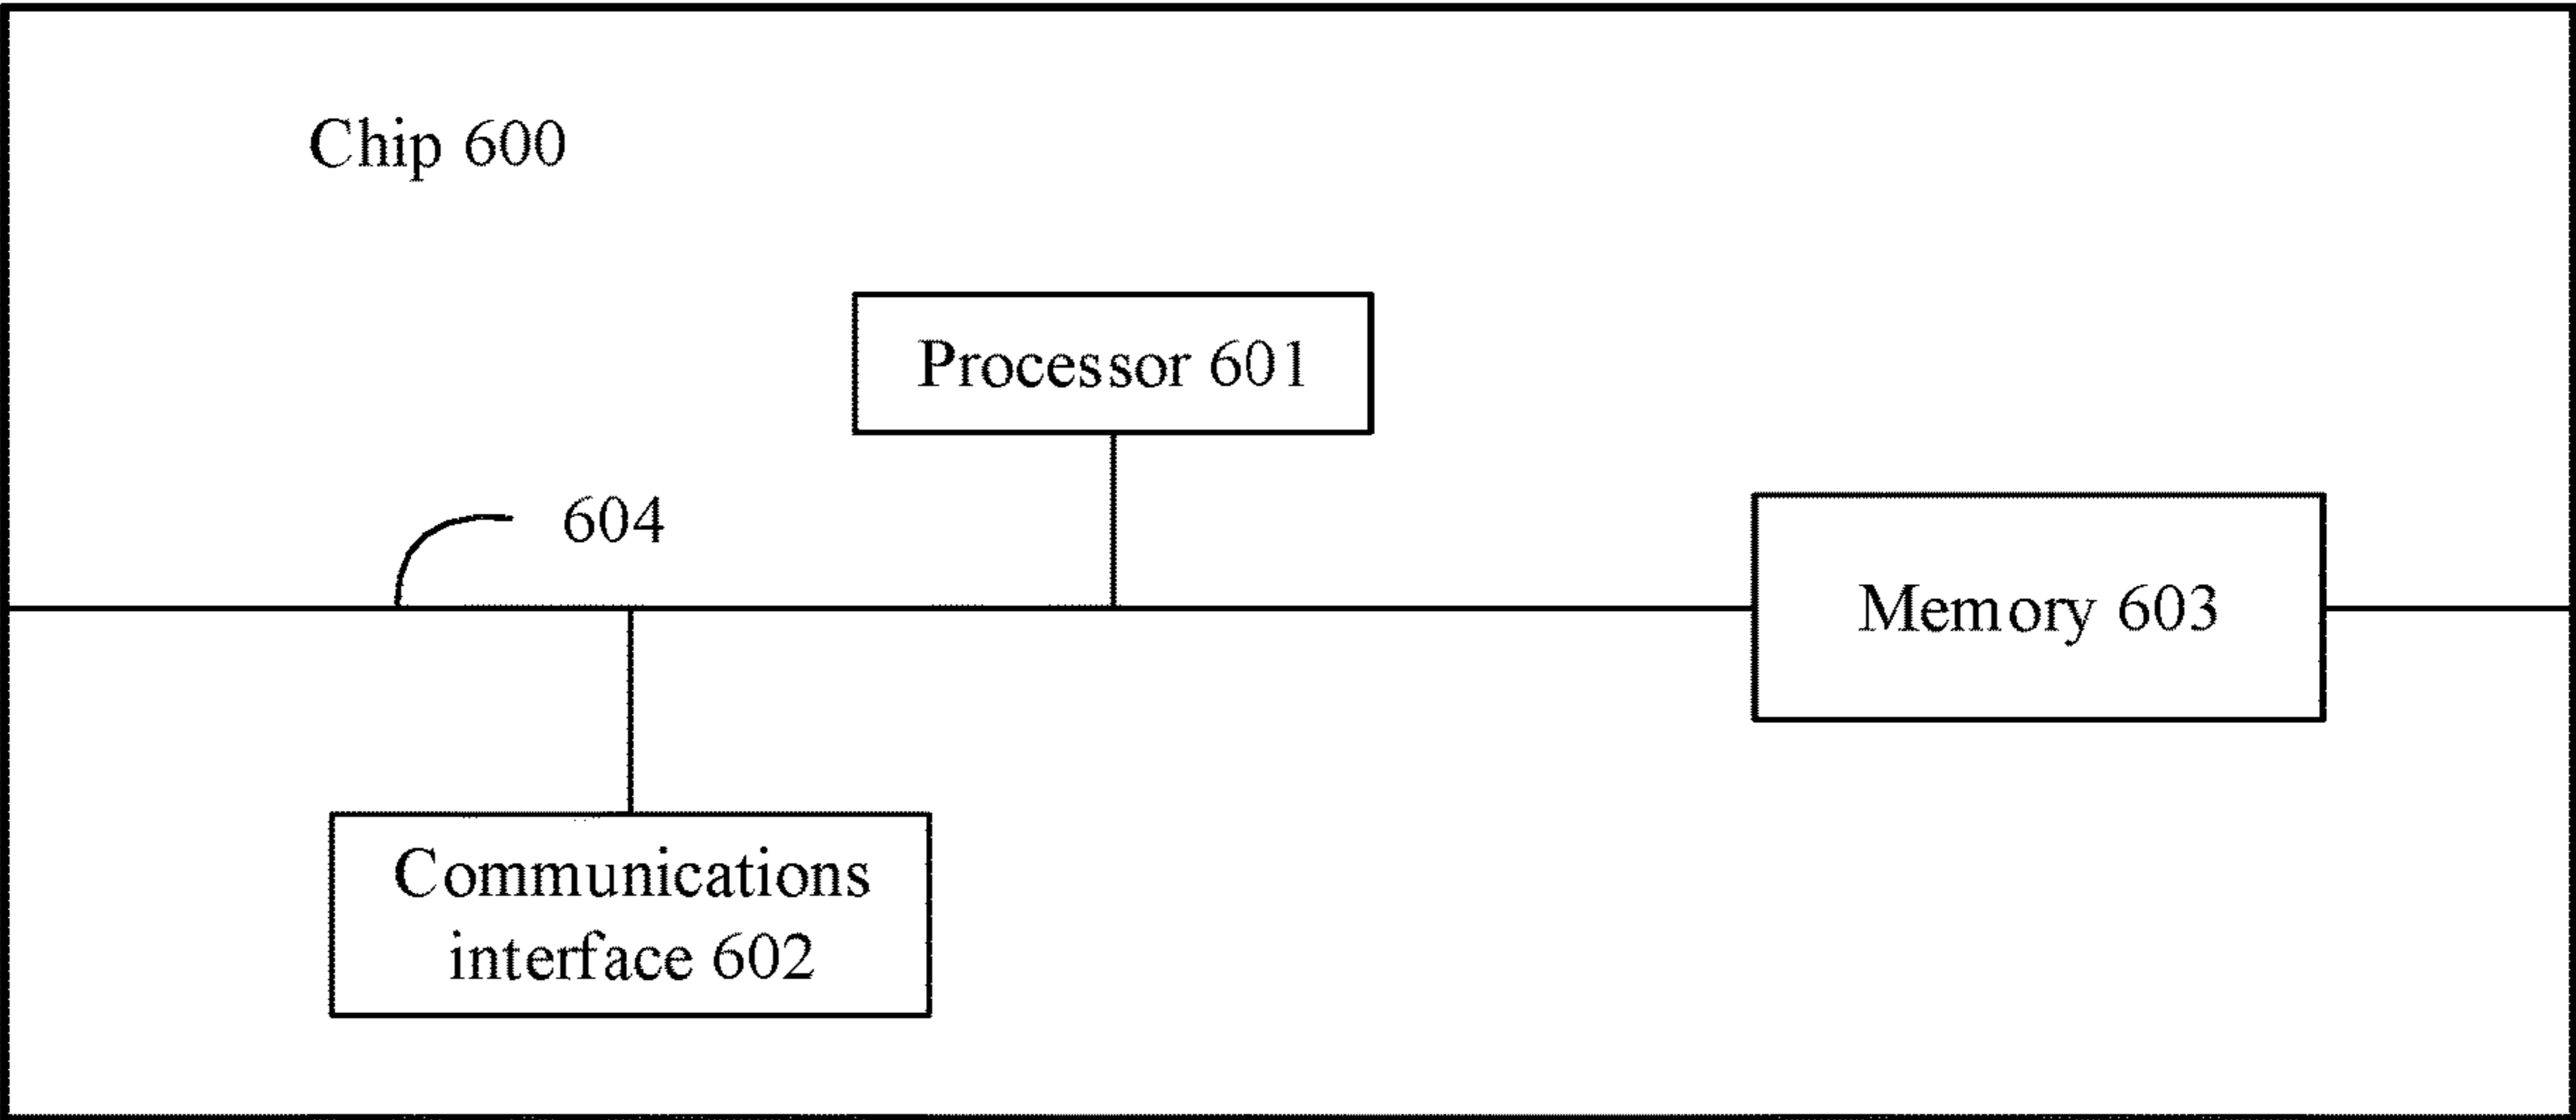 Chip 600
Processor 601
604
Memory 603
Communications
interface 602